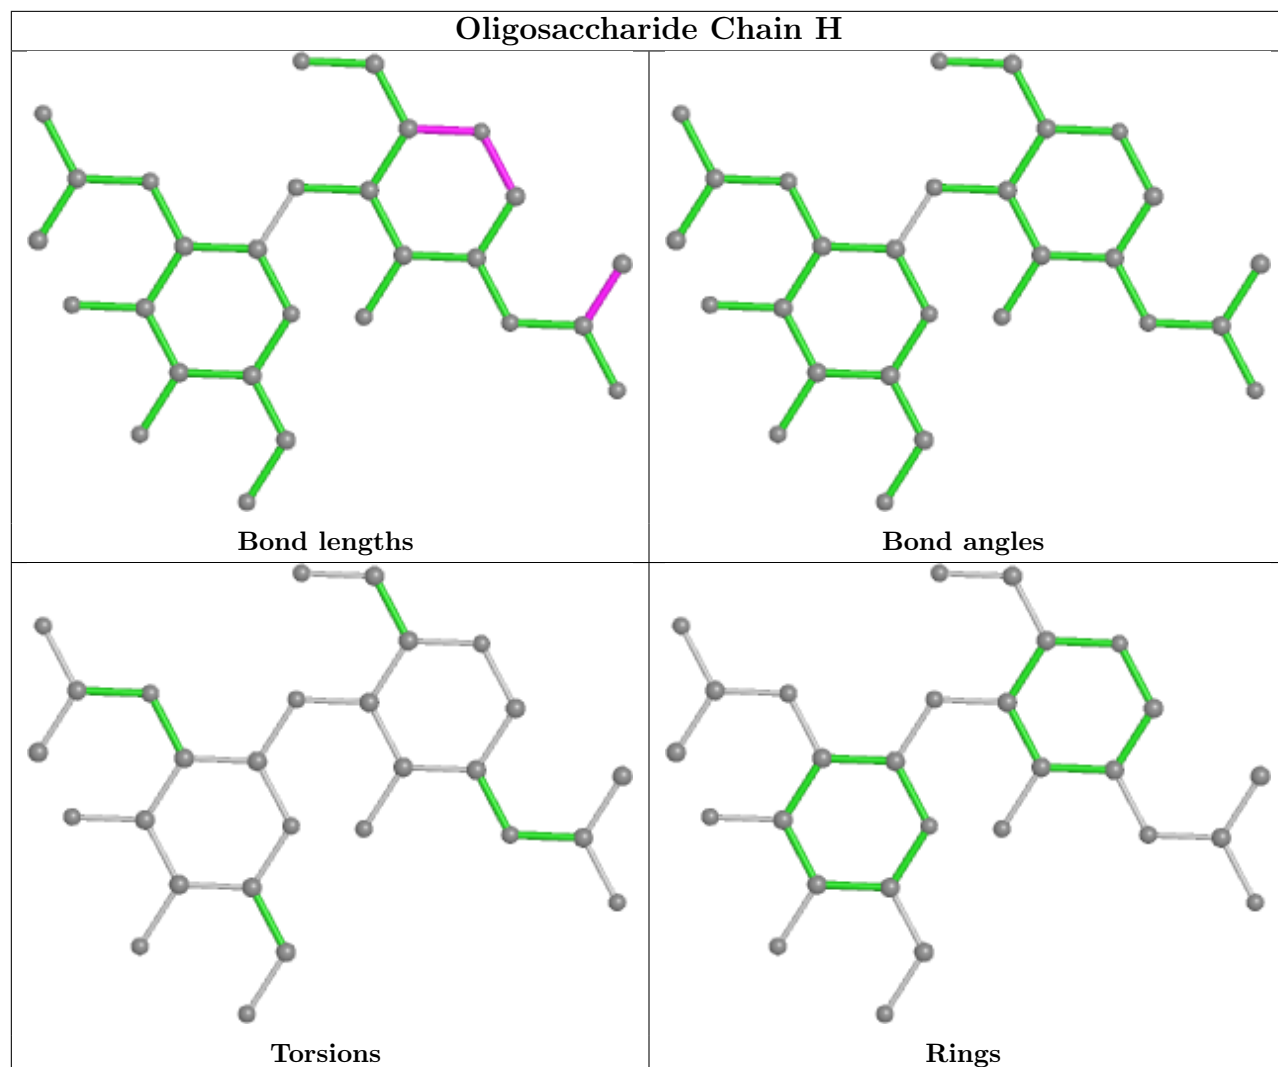 Oligosaccharide Chain H
Bond lengths
Bond angles
Torsions
Rings